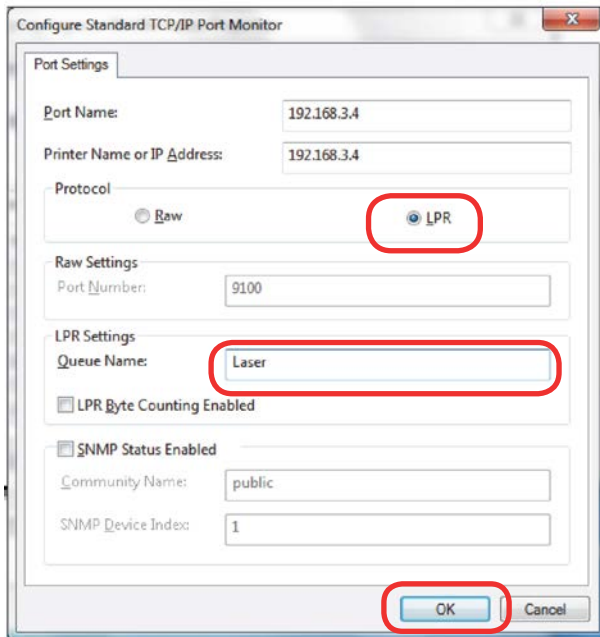 Configure Standard TCP/IP Port Monitor
Port Settings
Port Name: 192.168.3.4
Printer Name or IP Address: 192.168.3.4
Protocol
Raw LPR
Raw Settings
Port Number: 9100
LPR Settings
Queue Name: Laser
LPR Byte Counting Enabled
SNMP Status Enabled
Community Name: public
SNMP Device Index: 1
OK Cancel